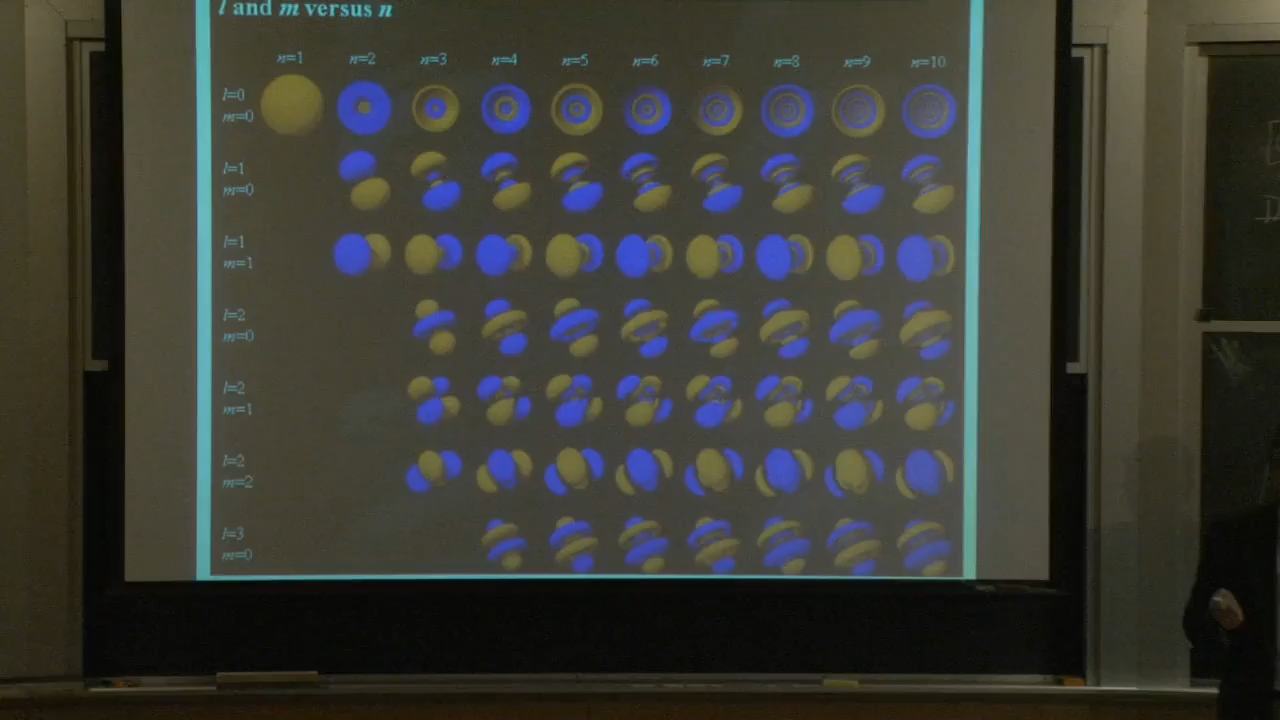 l and m versus n
n=1 n=2 n=3 n=4 n=5 n=6 n=7 n=8 n=9 n=10
l=0
m=0
l=1
m=0
l=1
m=1
l=2
m=0
l=2
m=1
l=2
m=2
l=3
m=0